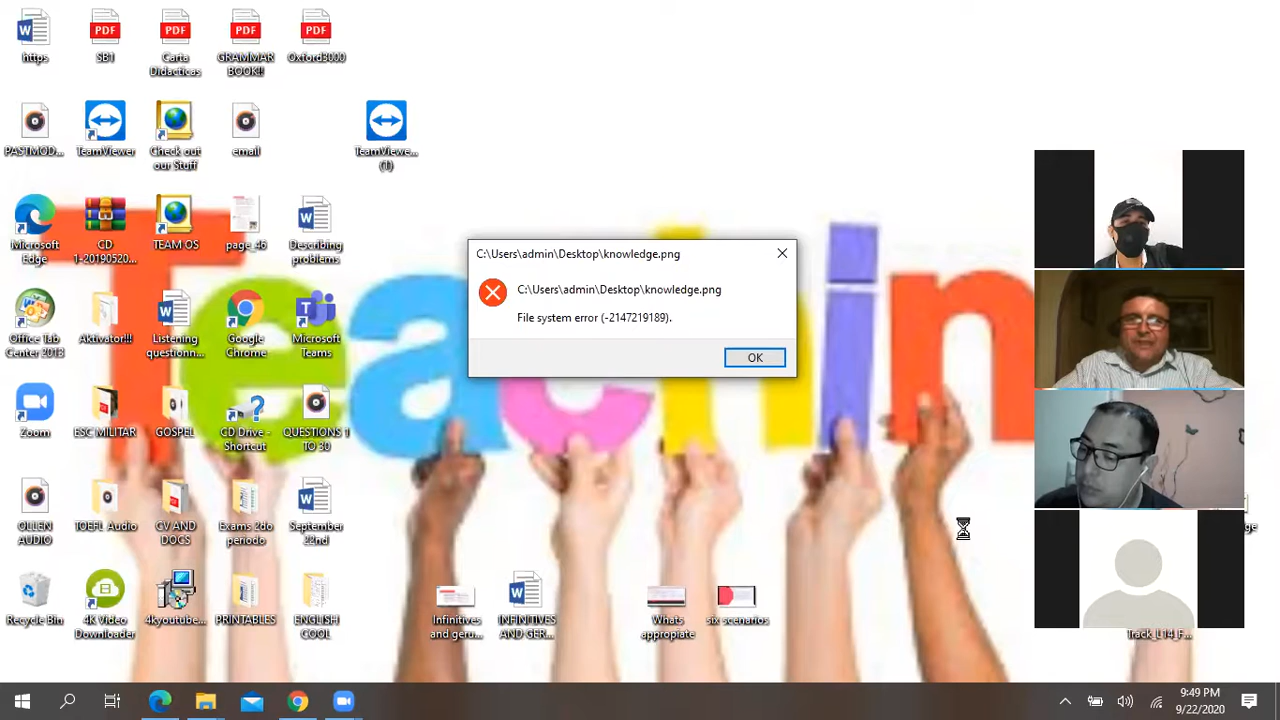 https
SB1
Carta
Didacticas
GRAMMAR
BOOK!!
Oxford3000
PASTMOD...
TeamViewer
Check out
our Stuff
email
TeamViewe...
(1)
Microsoft
Edge
CD
1-20190520...
TEAM OS
page_46
Describing
problems
Office Tab
Center 2013
Aktivator!!!
Listening
questionn...
Google
Chrome
Microsoft
Teams
Zoom
ESC MILITAR
GOSPEL
CD Drive -
Shortcut
QUESTIONS 1
TO 30
OLLEN
AUDIO
TOEFL Audio
CV AND
DOCS
Exams 2do
periodo
September
22nd
Recycle Bin
4K Video
Downloader
4kyoutube...
PRINTABLES
ENGLISH
COOL
Infinitives
and geru...
INFINITIVES
AND GER...
Whats
appropiate
six scenarios
Track_L14_F...
Teachin
C:\Users\admin\Desktop\knowledge.png
C:\Users\admin\Desktop\knowledge.png
File system error (-2147219189).
OK
9:49 PM
9/22/2020